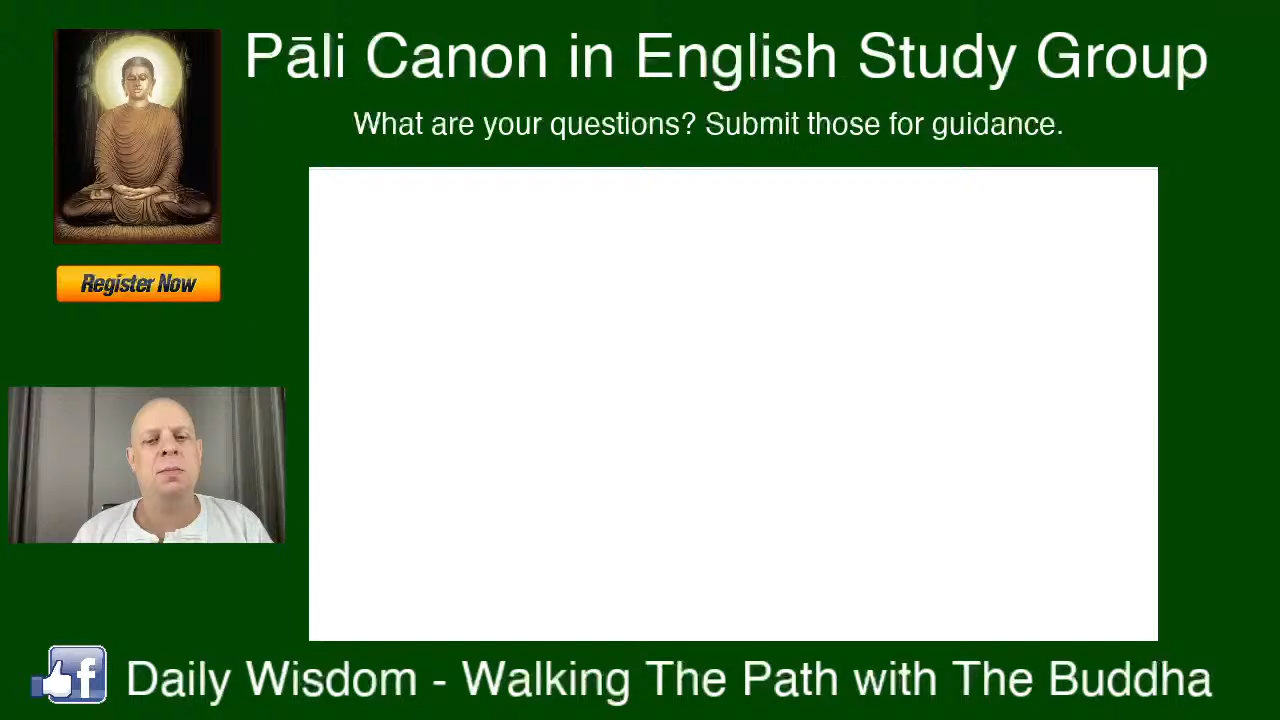 Pāli Canon in English Study Group
What are your questions? Submit those for guidance.
Register Now
Daily Wisdom - Walking The Path with The Buddha